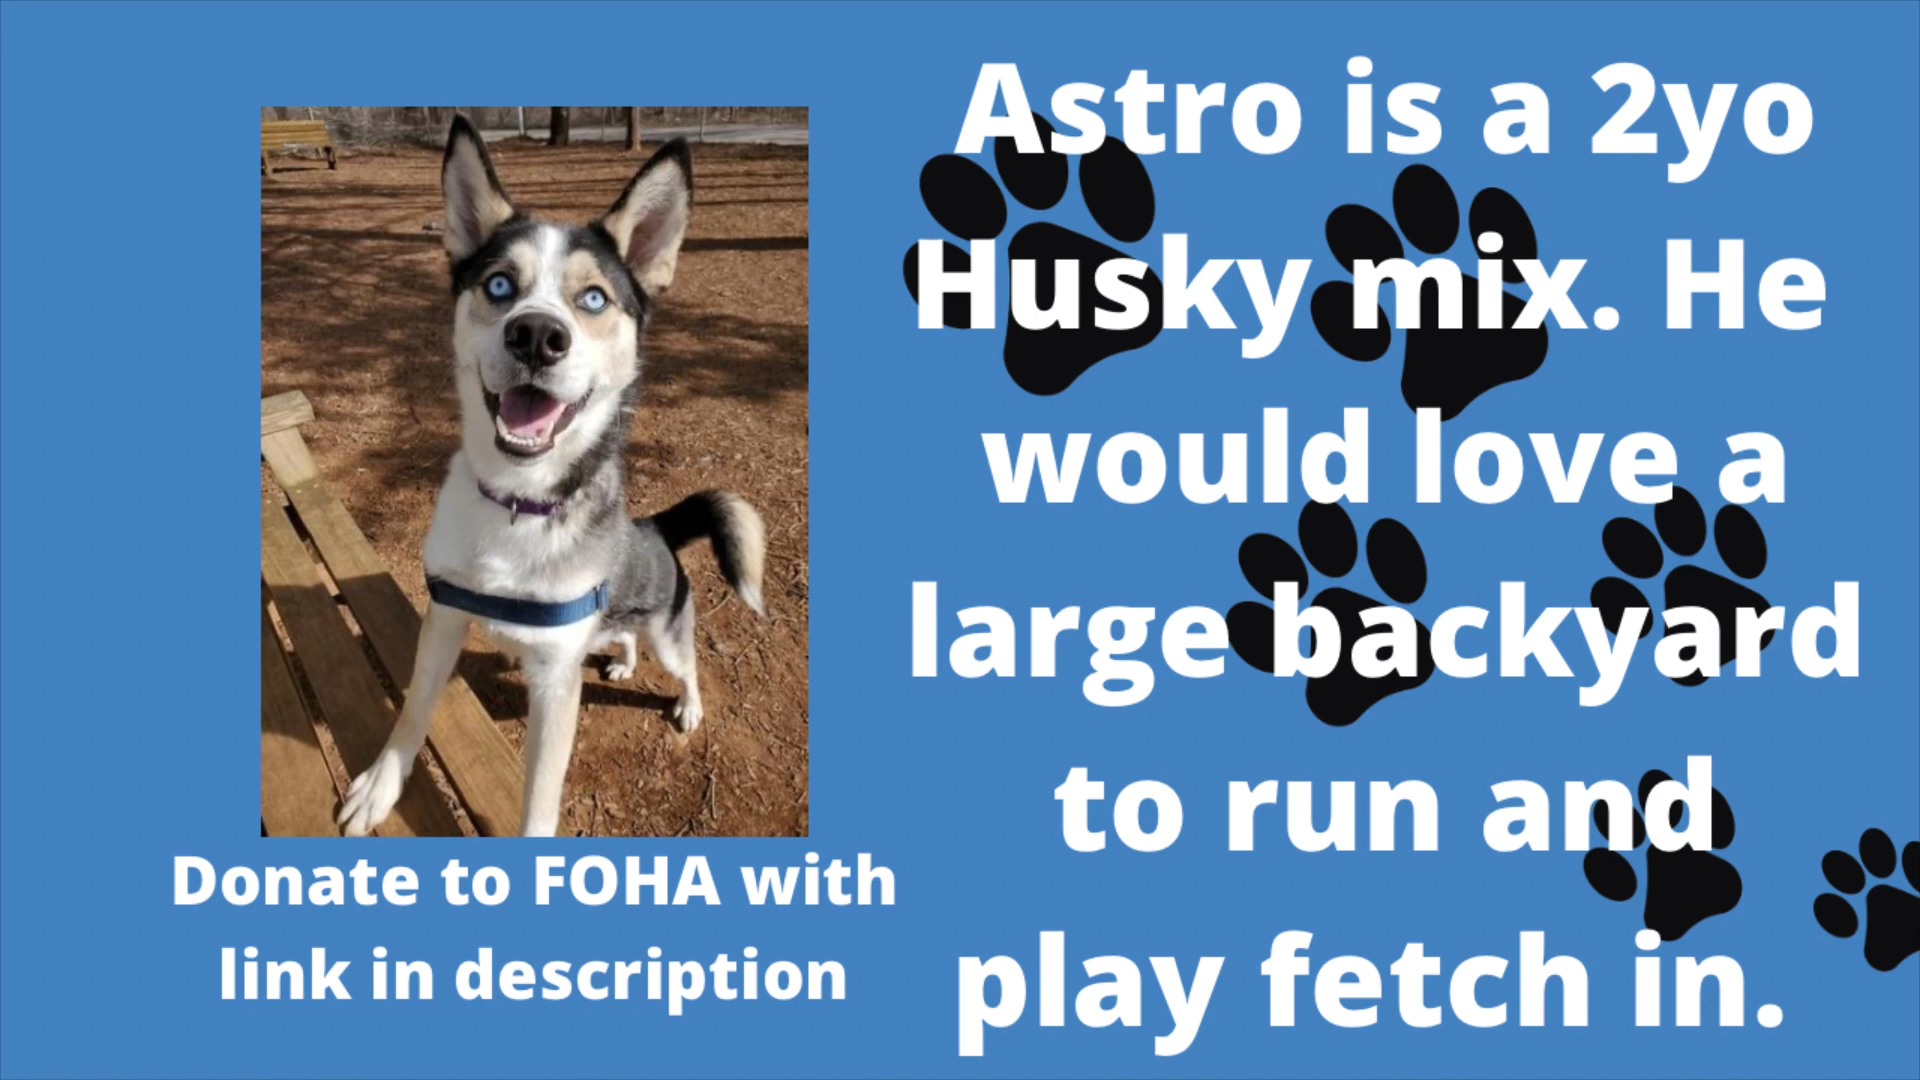 Astro is a 2yo
Husky mix. He
would love a
large backyard
to run and
play fetch in.
Donate to FOHA with
link in description